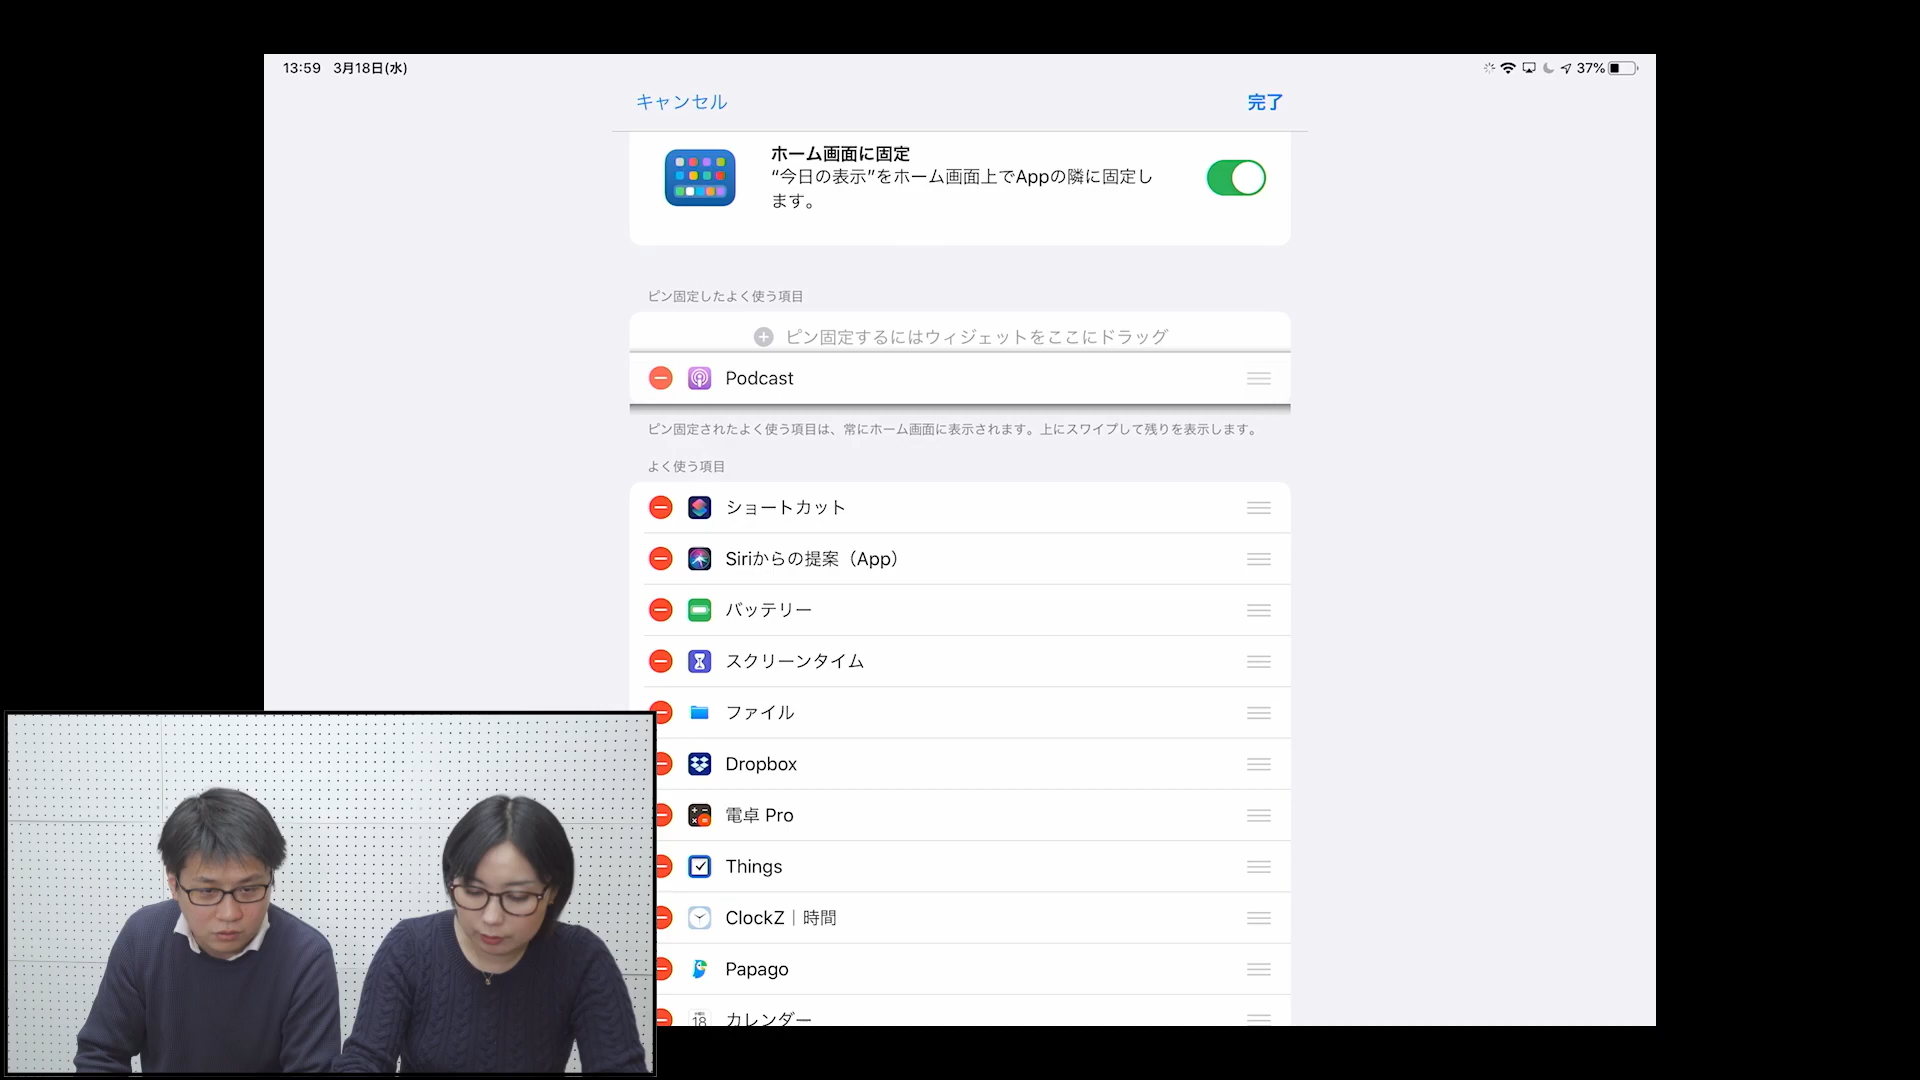 13:59 3月18日(水)
37%
キャンセル
完了
ホーム画面に固定
“今日の表示”をホーム画面上でAppの隣に固定し
ます。
ピン固定したよく使う項目
ピン固定するにはウィジェットをここにドラッグ
Podcast
ピン固定されたよく使う項目は、常にホーム画面に表示されます。上にスワイプして残りを表示します。
よく使う項目
ショートカット
Siriからの提案（App）
バッテリー
スクリーンタイム
ファイル
Dropbox
電卓 Pro
Things
ClockZ｜時間
Papago
18
カレンダー